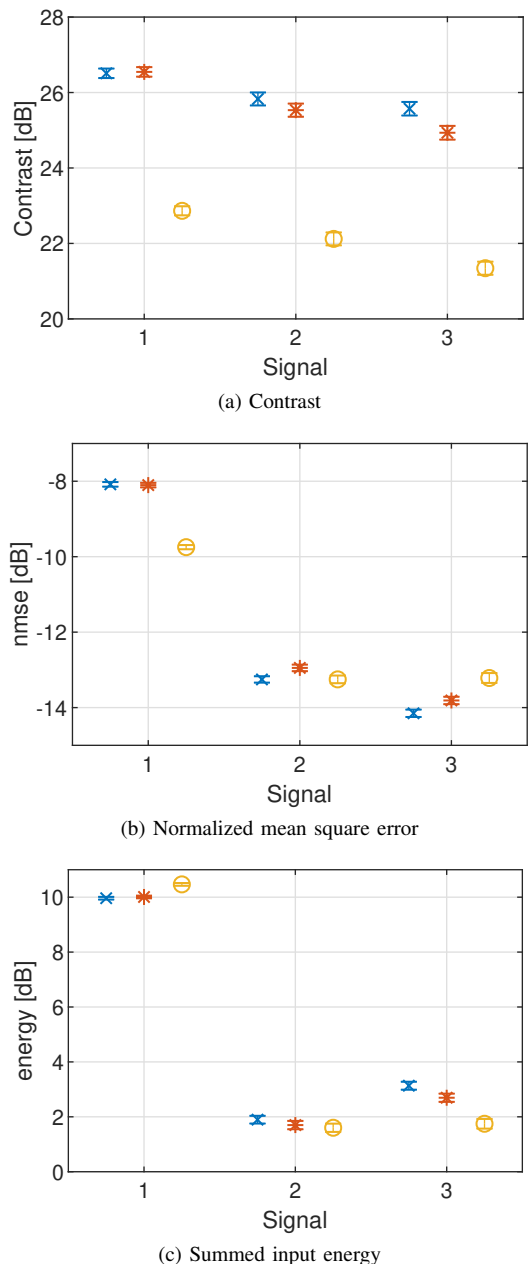 28
26
24
22
20
Contrast [dB]
1 2 3
Signal
(a) Contrast
-8
-10
-12
-14
nmse [dB]
1 2 3
Signal
(b) Normalized mean square error
10
8
6
4
2
0
energy [dB]
1 2 3
Signal
(c) Summed input energy